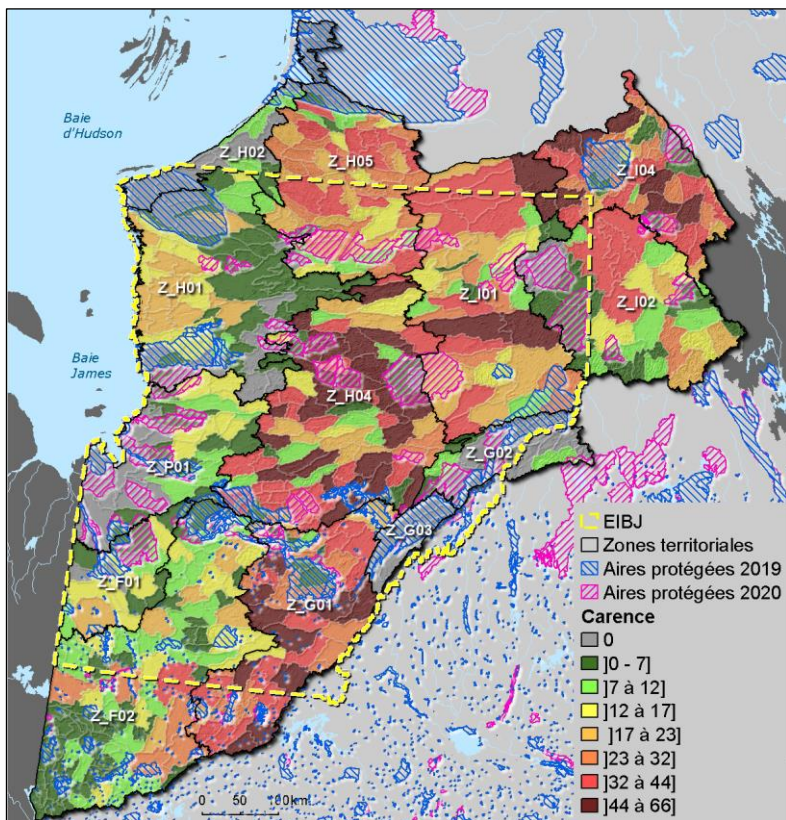 Baie
d'Hudson
Z_H02
Z_H05
Z_I04
Z_H01
Z_I01
Z_I02
Baie
James
Z_H04
Z_P01
Z_G02
Z_G03
Z_F01
Z_G01
Z_F02
EIBJ
Zones territoriales
Aires protégées 2019
Aires protégées 2020
Carence
0
]0 - 7]
]7 à 12]
]12 à 17]
]17 à 23]
]23 à 32]
]32 à 44]
]44 à 66]
0 50 100 km